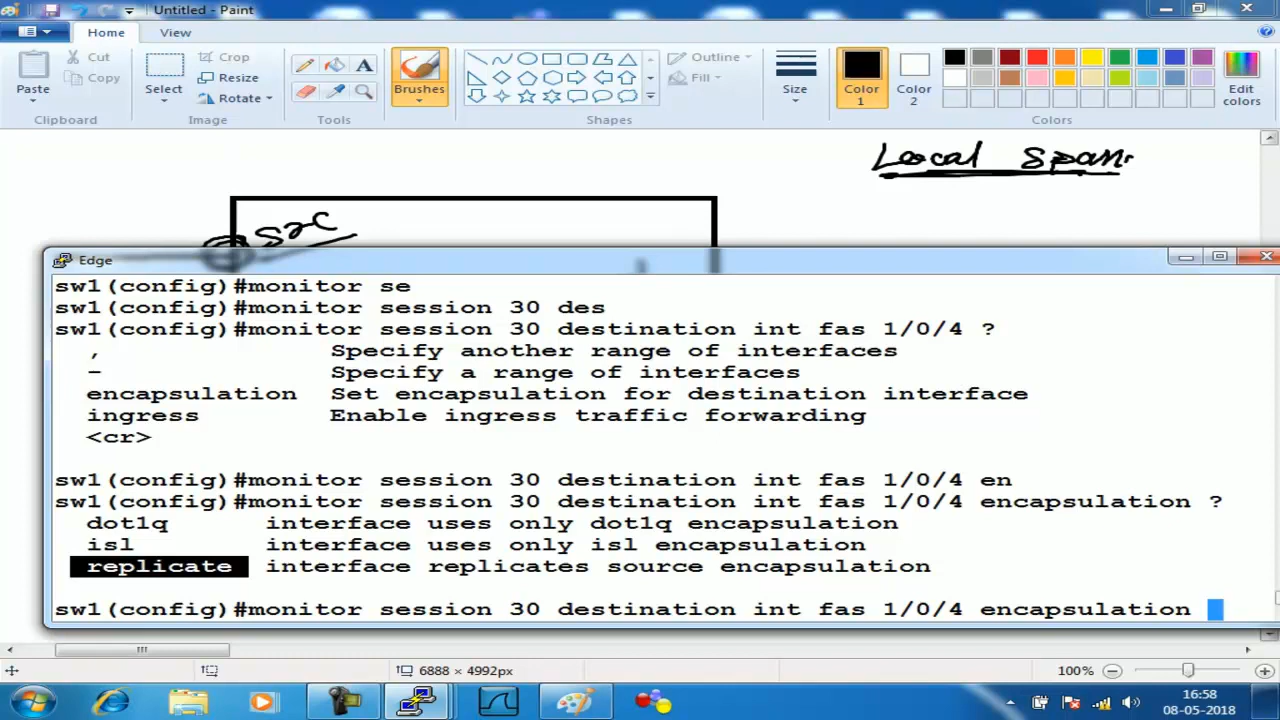 Untitled - Paint
Home View
Cut
Copy
Paste
Clipboard
Crop
Resize
Rotate
Select
Image
Tools
Brushes
Outline
Fill
Shapes
Size
Color 1
Color 2
Edit colors
Colors
Local Span
Src
Edge
sw1(config)#monitor se
sw1(config)#monitor session 30 des
sw1(config)#monitor session 30 destination int fas 1/0/4 ?
, Specify another range of interfaces
- Specify a range of interfaces
encapsulation Set encapsulation for destination interface
ingress Enable ingress traffic forwarding
<cr>
sw1(config)#monitor session 30 destination int fas 1/0/4 en
sw1(config)#monitor session 30 destination int fas 1/0/4 encapsulation ?
dot1q interface uses only dot1q encapsulation
isl interface uses only isl encapsulation
replicate interface replicates source encapsulation
sw1(config)#monitor session 30 destination int fas 1/0/4 encapsulation
6888 × 4992px
100%
16:58
08-05-2018